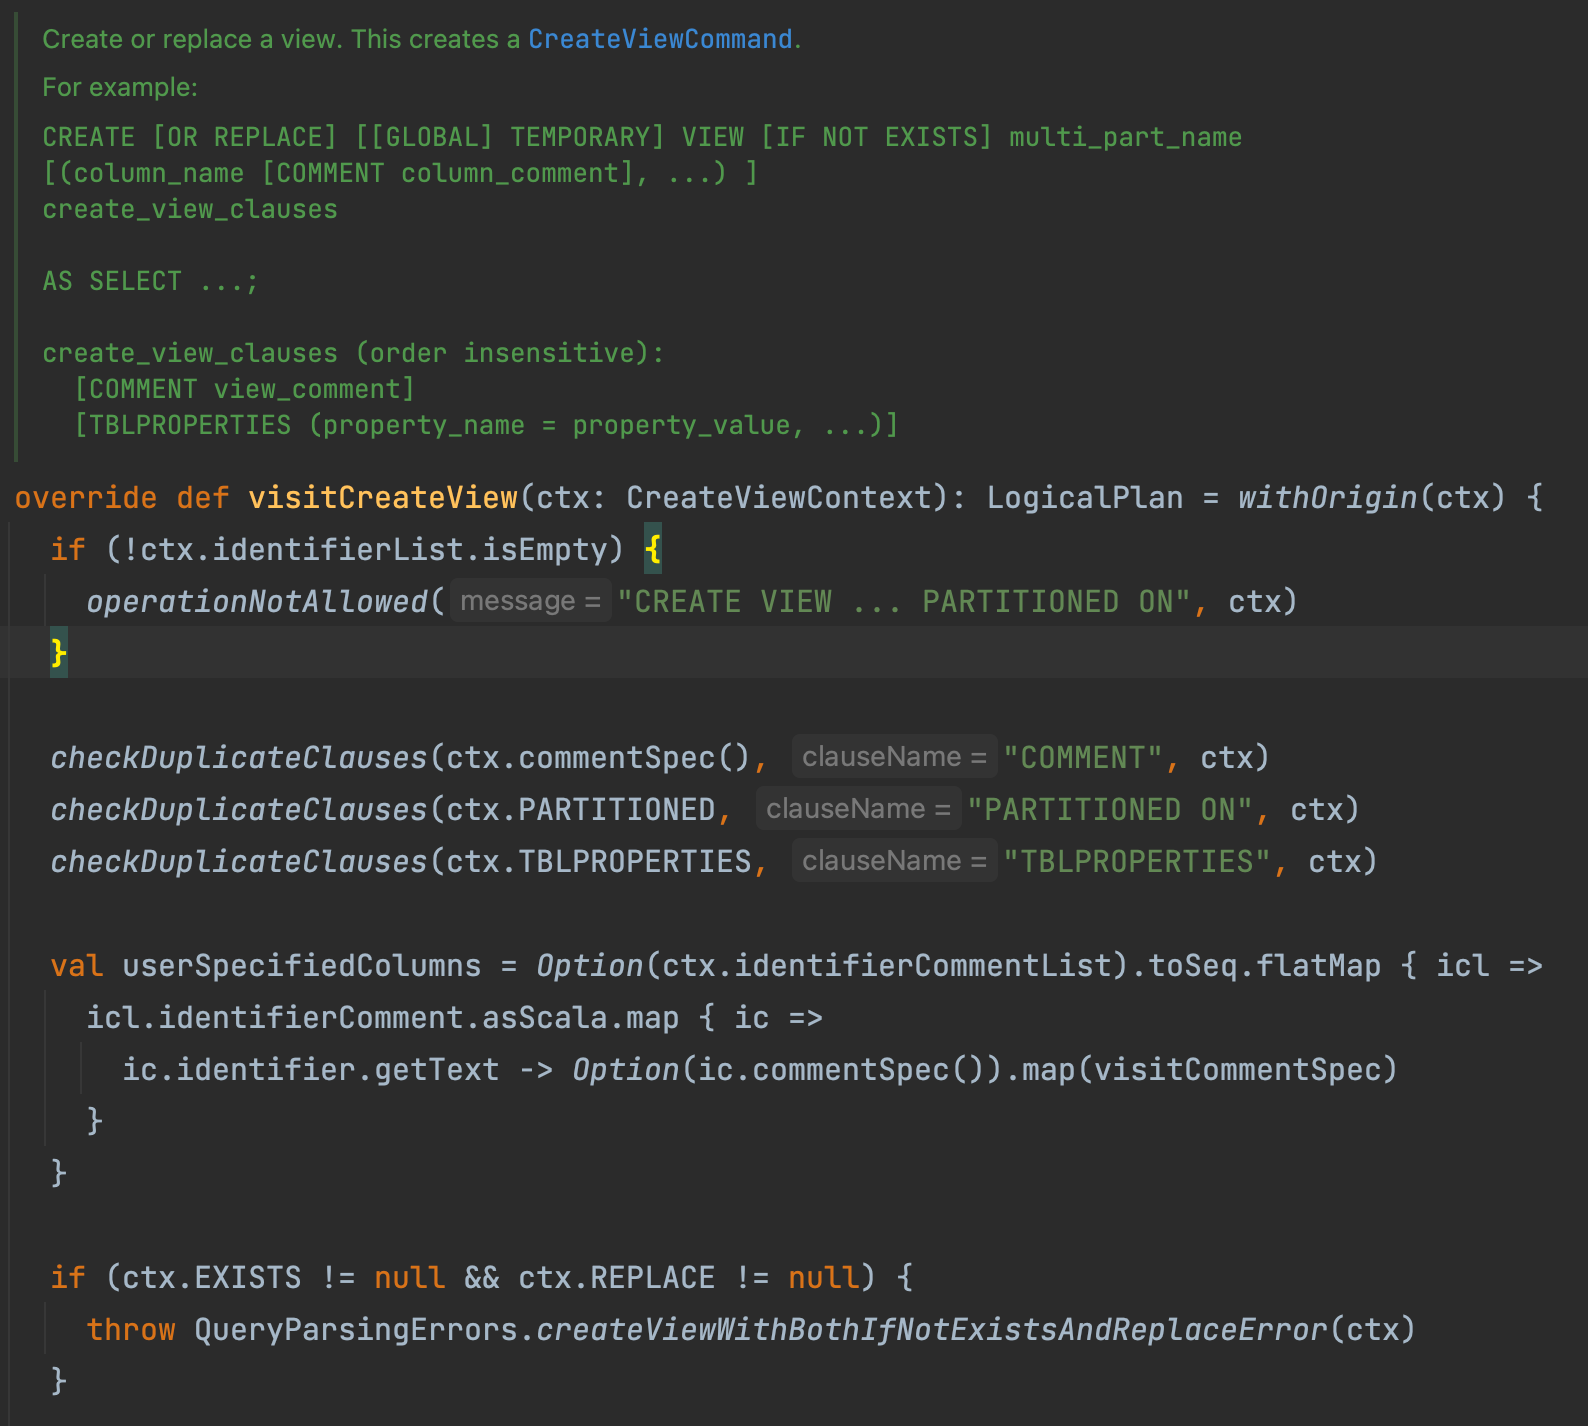 Create or replace a view. This creates a CreateViewCommand.
For example:
CREATE [OR REPLACE] [[GLOBAL] TEMPORARY] VIEW [IF NOT EXISTS] multi_part_name
[(column_name [COMMENT column_comment], ...) ]
create_view_clauses
AS SELECT ...;
create_view_clauses (order insensitive):
  [COMMENT view_comment]
  [TBLPROPERTIES (property_name = property_value, ...)]
override def visitCreateView(ctx: CreateViewContext): LogicalPlan = withOrigin(ctx) {
  if (!ctx.identifierList.isEmpty) {
    operationNotAllowed( message = "CREATE VIEW ... PARTITIONED ON", ctx)
  }
  checkDuplicateClauses(ctx.commentSpec(), clauseName = "COMMENT", ctx)
  checkDuplicateClauses(ctx.PARTITIONED, clauseName = "PARTITIONED ON", ctx)
  checkDuplicateClauses(ctx.TBLPROPERTIES, clauseName = "TBLPROPERTIES", ctx)
  val userSpecifiedColumns = Option(ctx.identifierCommentList).toSeq.flatMap { icl =>
    icl.identifierComment.asScala.map { ic =>
      ic.identifier.getText -> Option(ic.commentSpec()).map(visitCommentSpec)
    }
  }
  if (ctx.EXISTS != null && ctx.REPLACE != null) {
    throw QueryParsingErrors.createViewWithBothIfNotExistsAndReplaceError(ctx)
  }